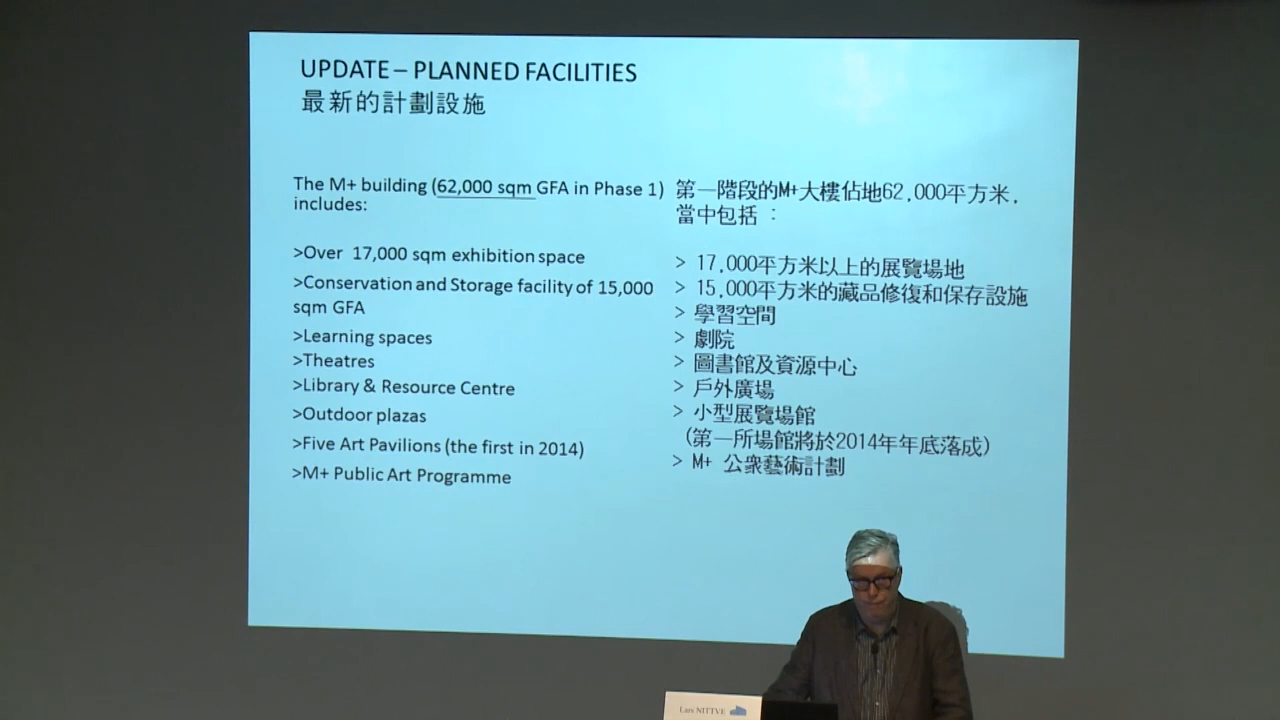 UPDATE – PLANNED FACILITIES
最新的計劃設施
The M+ building (62,000 sqm GFA in Phase 1)
includes:
>Over 17,000 sqm exhibition space
>Conservation and Storage facility of 15,000
sqm GFA
>Learning spaces
>Theatres
>Library & Resource Centre
>Outdoor plazas
>Five Art Pavilions (the first in 2014)
>M+ Public Art Programme
第一階段的M+大樓佔地62,000平方米,
當中包括：
> 17,000平方米以上的展覽場地
> 15,000平方米的藏品修復和保存設施
> 學習空間
> 劇院
> 圖書館及資源中心
> 戶外廣場
> 小型展覽場館
(第一所場館將於2014年年底落成)
> M+ 公衆藝術計劃
Lars NITTVE